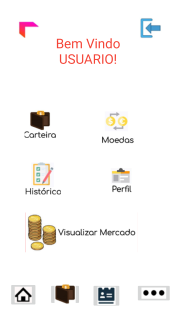 Bem Vindo
USUARIO!
Carteira
Moedas
Histórico
Perfil
Visualizar Mercado